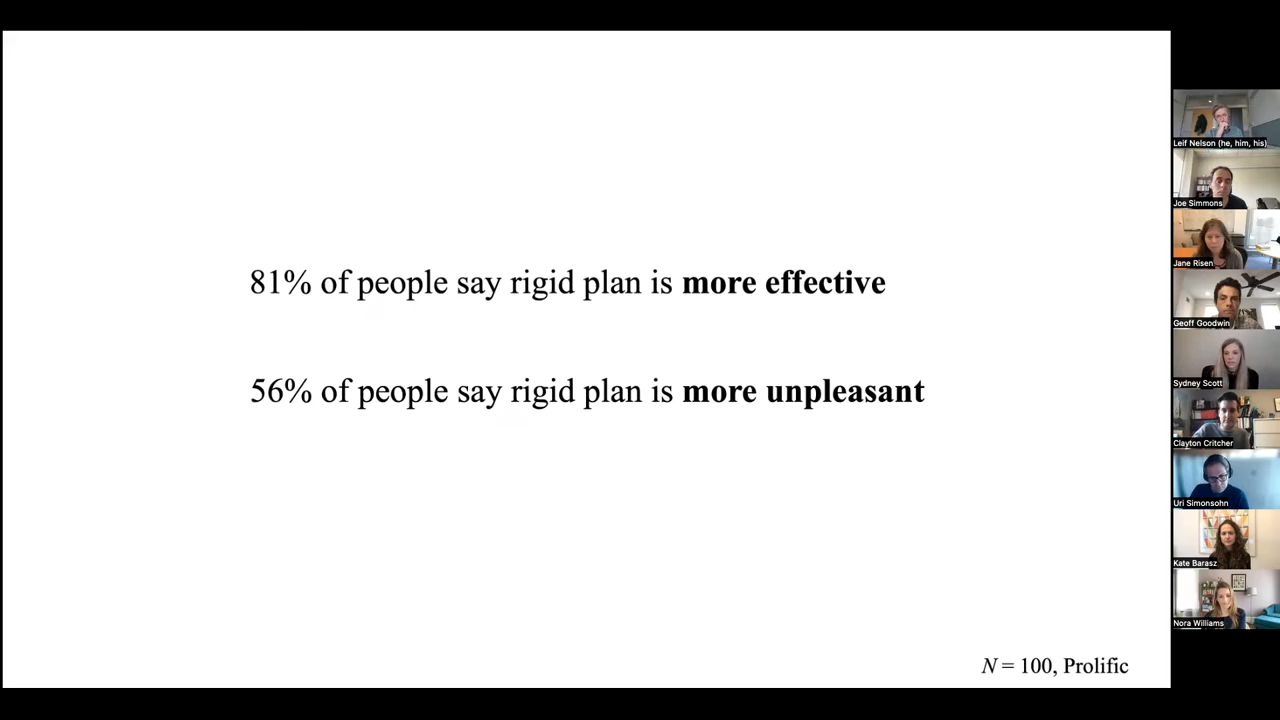 81% of people say rigid plan is more effective
56% of people say rigid plan is more unpleasant
N = 100, Prolific
Leif Nelson (he, him, his)
Joe Simmons
Jane Risen
Geoff Goodwin
Sydney Scott
Clayton Critcher
Uri Simonsohn
Kate Barasz
Nora Williams